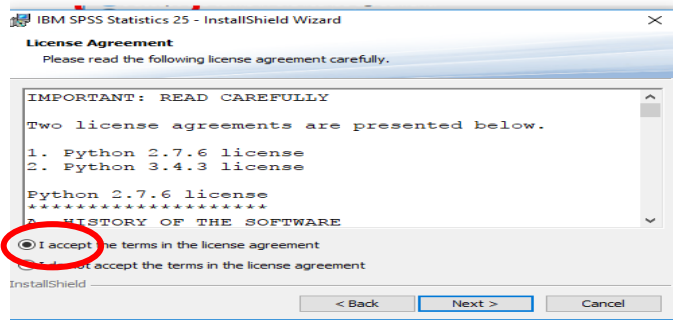 IBM SPSS Statistics 25 - InstallShield Wizard
License Agreement
Please read the following license agreement carefully.
IMPORTANT: READ CAREFULLY
Two license agreements are presented below.
1. Python 2.7.6 license
2. Python 3.4.3 license
Python 2.7.6 license
*********************
A. HISTORY OF THE SOFTWARE
I accept the terms in the license agreement
I do not accept the terms in the license agreement
InstallShield
< Back Next > Cancel